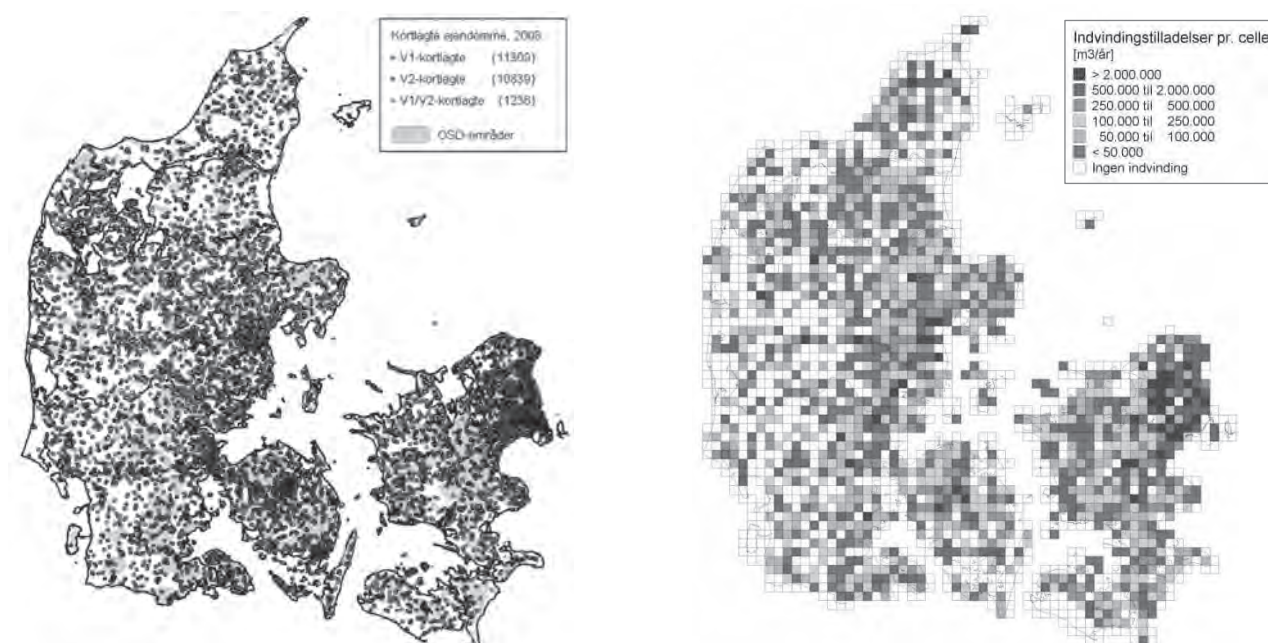 Kortlagte ejendomme, 2008
V1-kortlagte (11309)
V2-kortlagte (10839)
V1/V2-kortlagte (1236)
OSD-områder
Indvindingstilladelser pr. celle
[m3/år]
> 2.000.000
500.000 til 2.000.000
250.000 til 500.000
100.000 til 250.000
50.000 til 100.000
< 50.000
Ingen indvinding